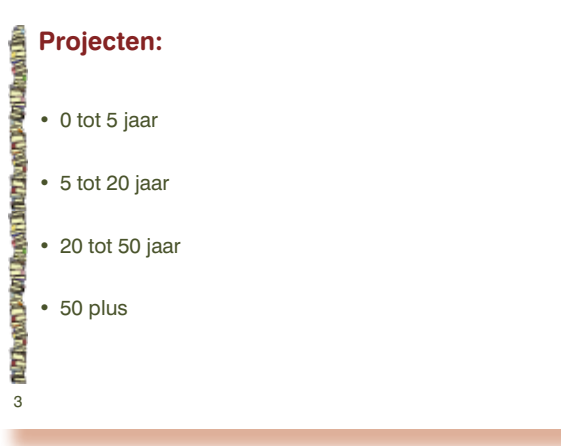 Projecten:
• 0 tot 5 jaar
• 5 tot 20 jaar
• 20 tot 50 jaar
• 50 plus
3